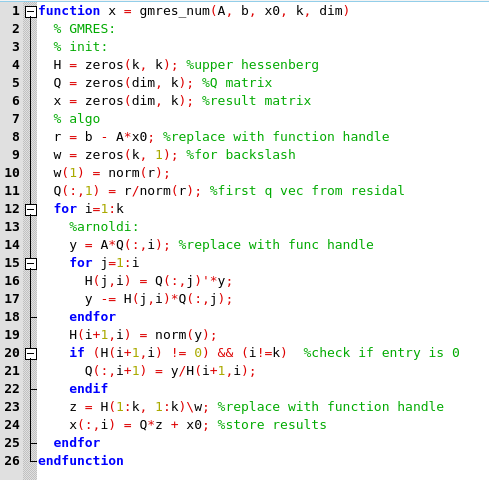 1 function x = gmres_num(A, b, x0, k, dim)
2 % GMRES:
3 % init:
4 H = zeros(k, k); %upper hessenberg
5 Q = zeros(dim, k); %Q matrix
6 x = zeros(dim, k); %result matrix
7 % algo
8 r = b - A*x0; %replace with function handle
9 w = zeros(k, 1); %for backslash
10 w(1) = norm(r);
11 Q(:,1) = r/norm(r); %first q vec from residal
12 for i=1:k
13 %arnoldi:
14 y = A*Q(:,i); %replace with func handle
15 for j=1:i
16 H(j,i) = Q(:,j)'*y;
17 y -= H(j,i)*Q(:,j);
18 endfor
19 H(i+1,i) = norm(y);
20 if (H(i+1,i) != 0) && (i!=k)  %check if entry is 0
21 Q(:,i+1) = y/H(i+1,i);
22 endif
23 z = H(1:k, 1:k)\w; %replace with function handle
24 x(:,i) = Q*z + x0; %store results
25 endfor
26 endfunction